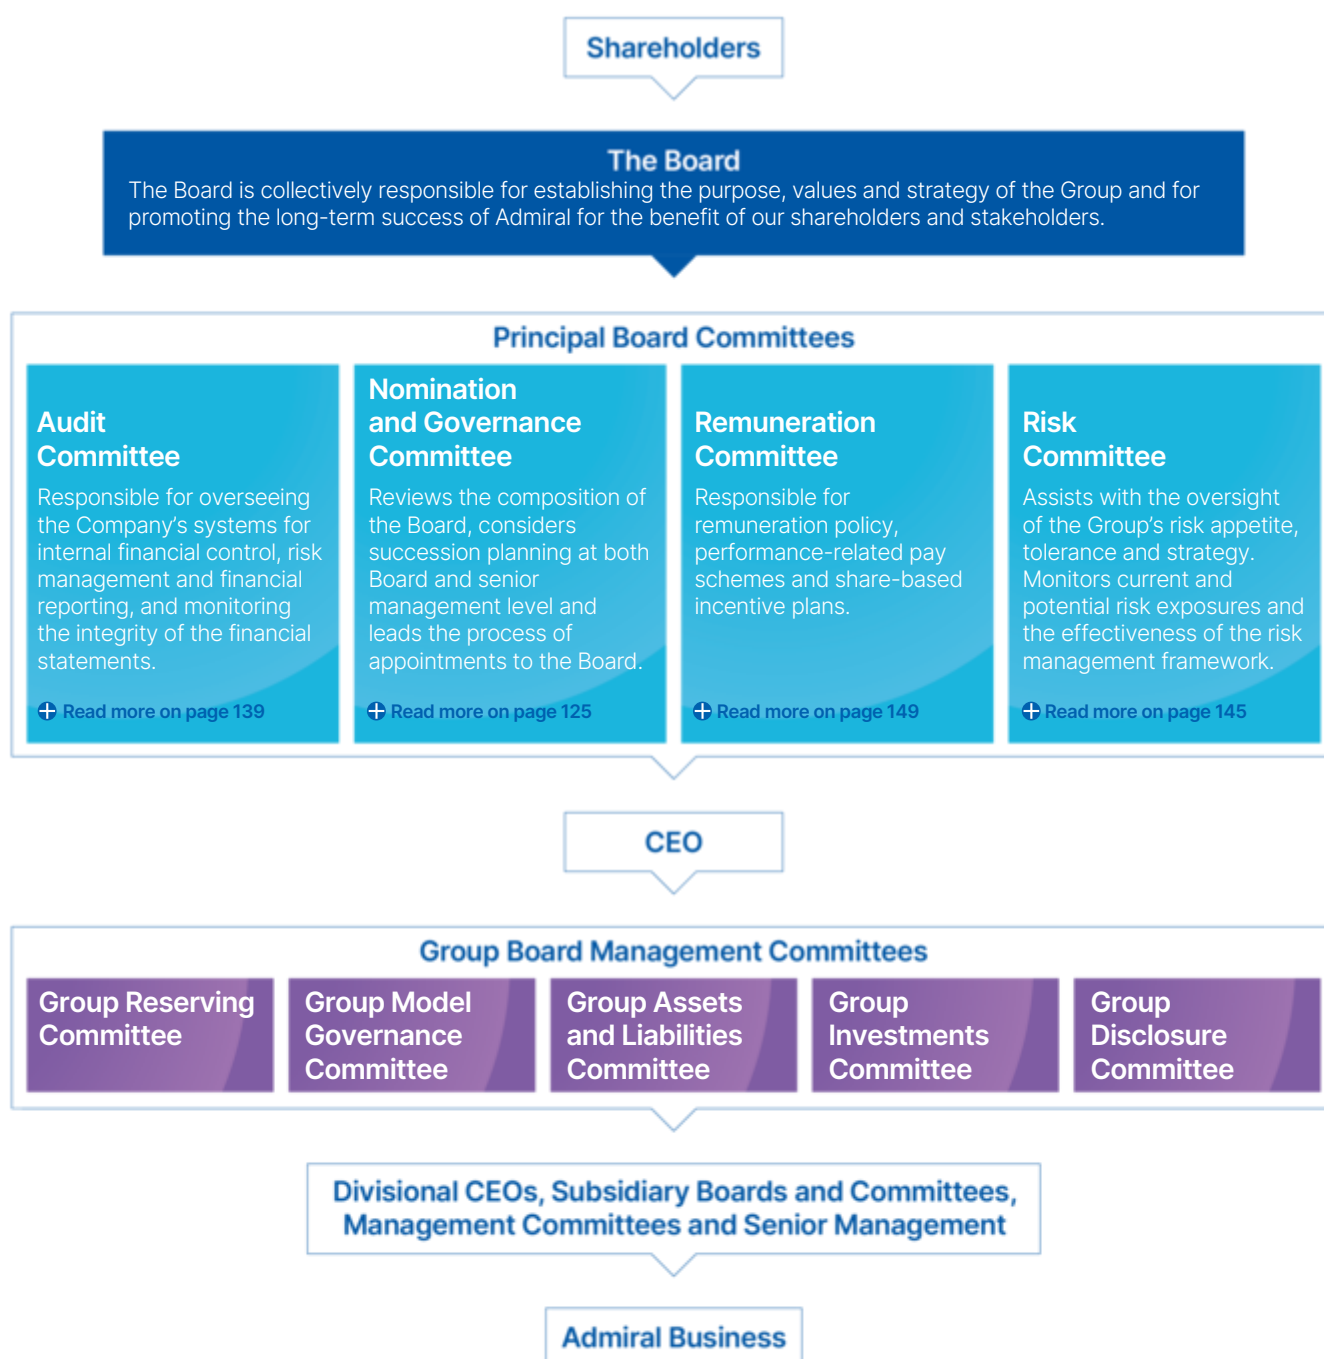 Shareholders
The Board
The Board is collectively responsible for establishing the purpose, values and strategy of the Group and for
promoting the long-term success of Admiral for the benefit of our shareholders and stakeholders.
Principal Board Committees
Audit
Committee
Responsible for overseeing
the Company’s systems for
internal financial control, risk
management and financial
reporting, and monitoring
the integrity of the financial
statements.
Read more on page 139
Nomination
and Governance
Committee
Reviews the composition of
the Board, considers
succession planning at both
Board and senior
management level and
leads the process of
appointments to the Board.
Read more on page 125
Remuneration
Committee
Responsible for
remuneration policy,
performance-related pay
schemes and share-based
incentive plans.
Read more on page 149
Risk
Committee
Assists with the oversight
of the Group’s risk appetite,
tolerance and strategy.
Monitors current and
potential risk exposures and
the effectiveness of the risk
management framework.
Read more on page 145
CEO
Group Board Management Committees
Group Reserving
Committee
Group Model
Governance
Committee
Group Assets
and Liabilities
Committee
Group
Investments
Committee
Group
Disclosure
Committee
Divisional CEOs, Subsidiary Boards and Committees,
Management Committees and Senior Management
Admiral Business